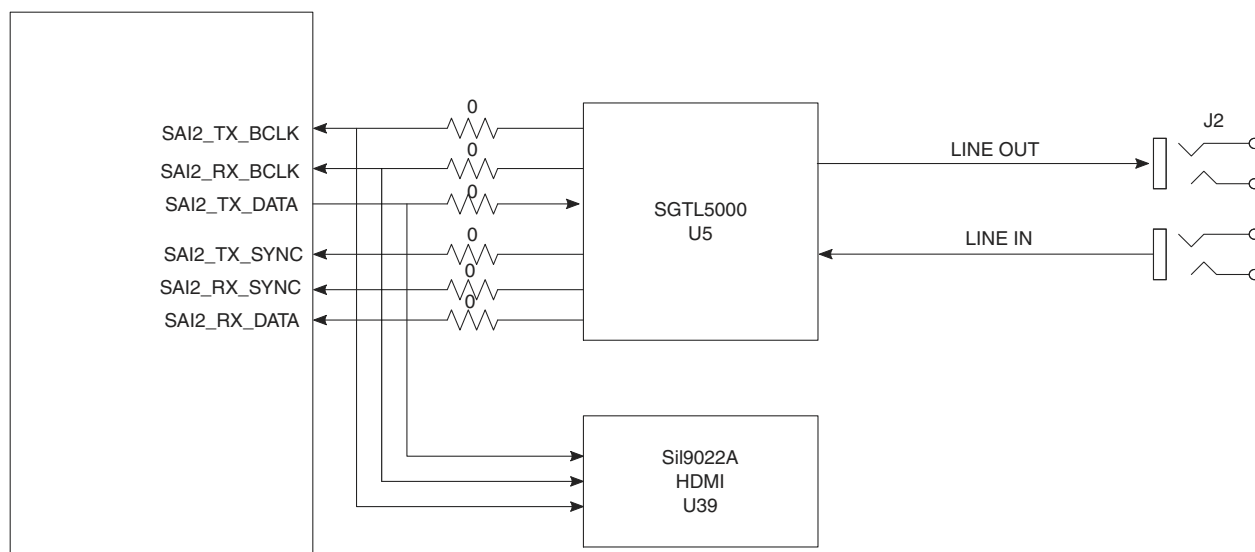 SAI2_TX_BCLK
SAI2_RX_BCLK
SAI2_TX_DATA
SAI2_TX_SYNC
SAI2_RX_SYNC
SAI2_RX_DATA
0
0
0
0
0
0
SGTL5000
U5
LINE OUT
LINE IN
J2
SiI9022A
HDMI
U39